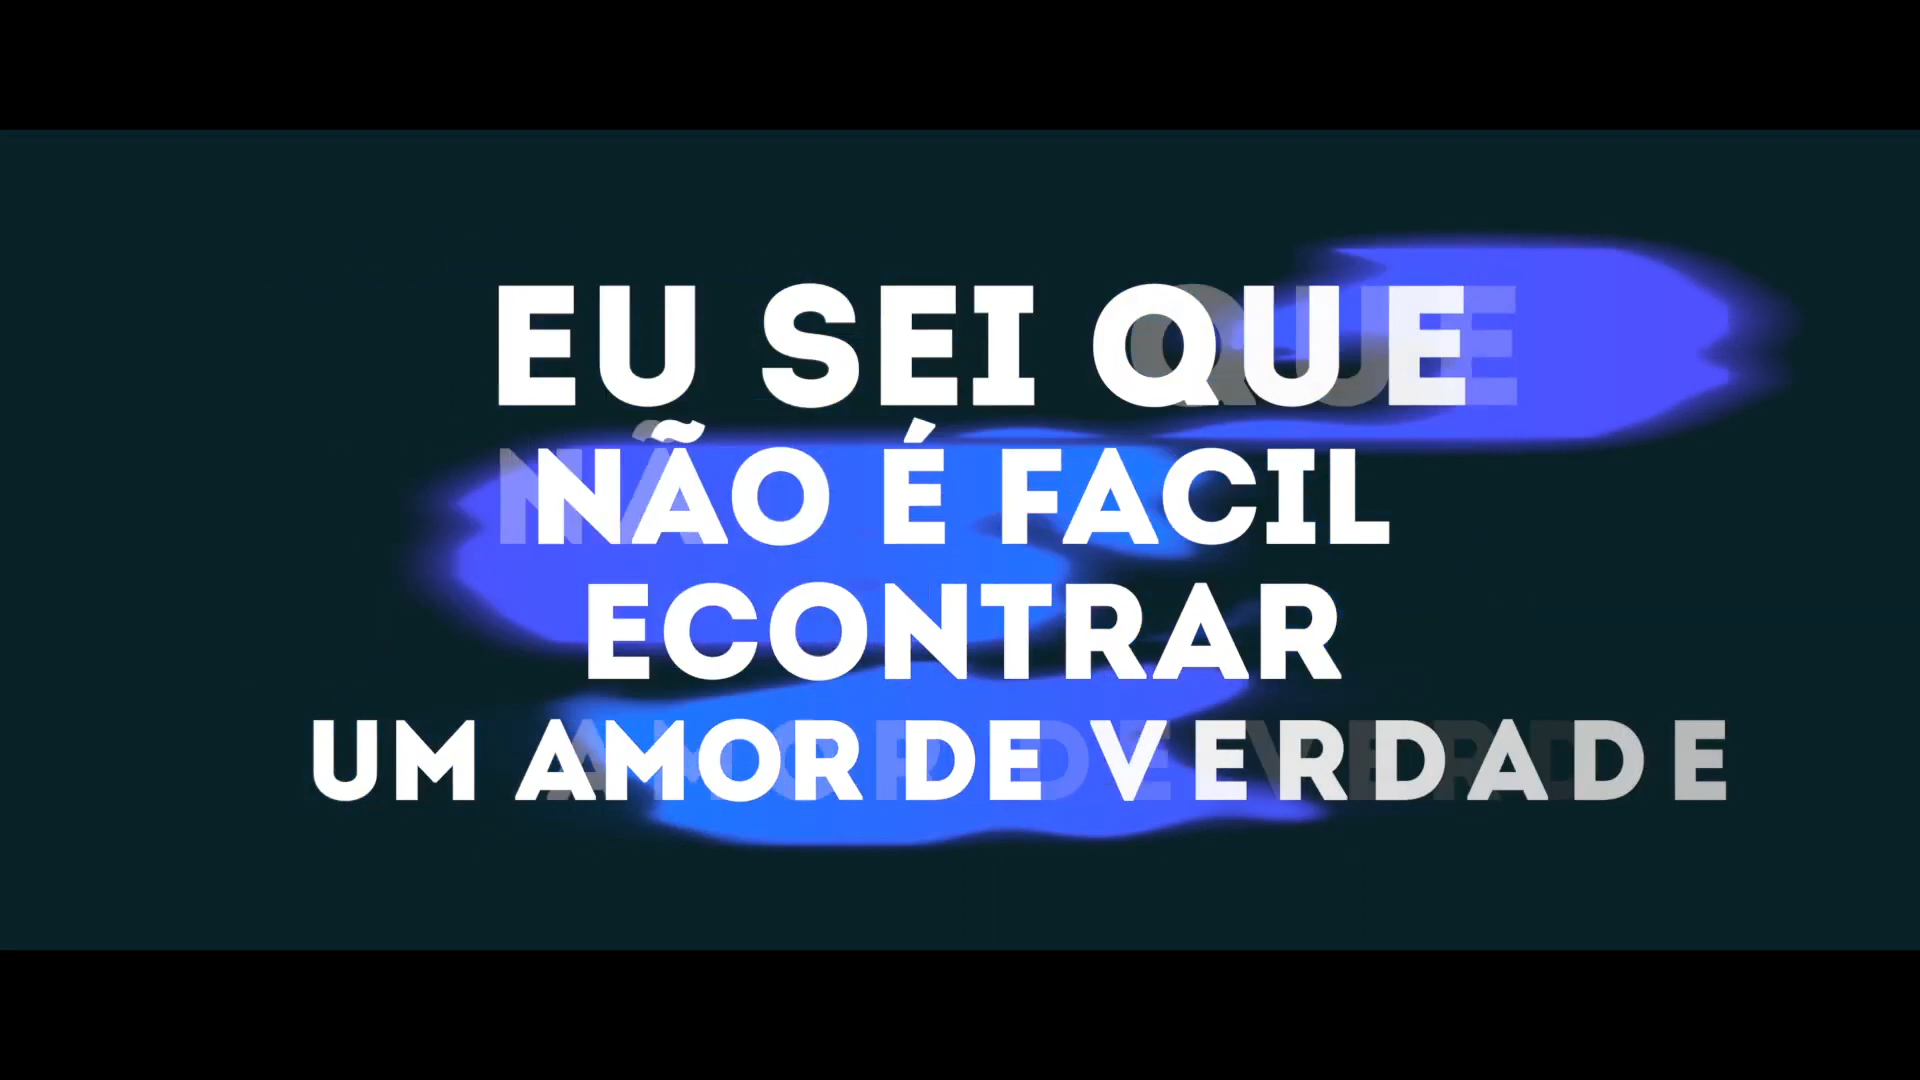 EU SEI QUE
NÃO É FACIL
ECONTRAR
UM AMOR DE VERDADE